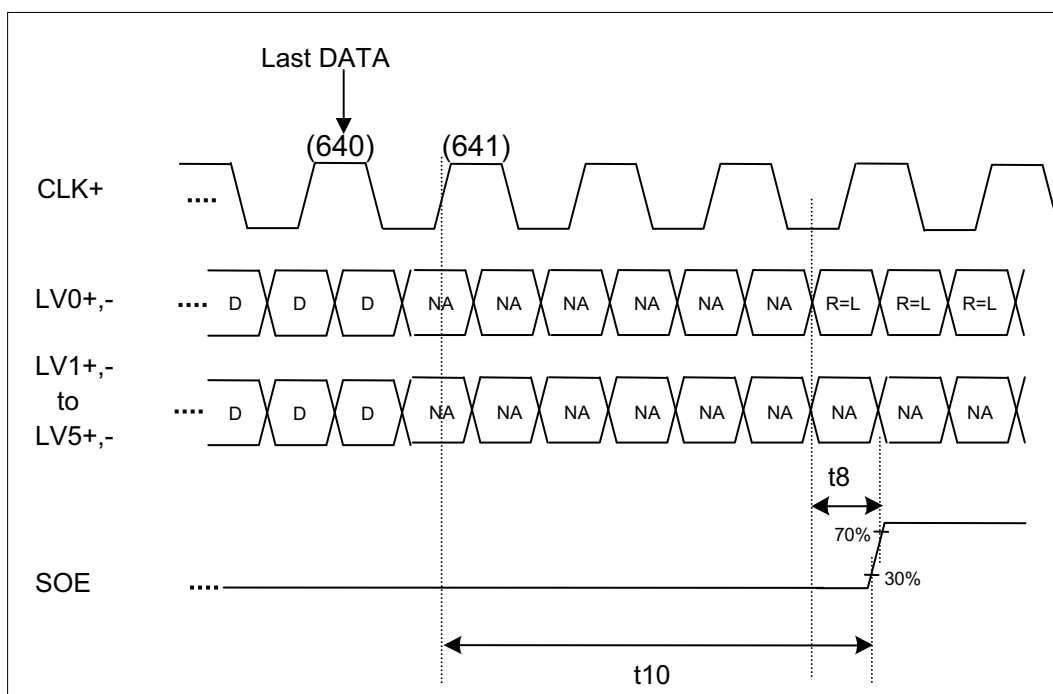 Last DATA
(640) (641)
CLK+ ....
LV0+,- .... D D D NA NA NA NA NA NA R=L R=L R=L
LV1+,-
to
LV5+,-
.... D D D NA NA NA NA NA NA NA NA NA
t8
70%
30%
SOE ....
t10